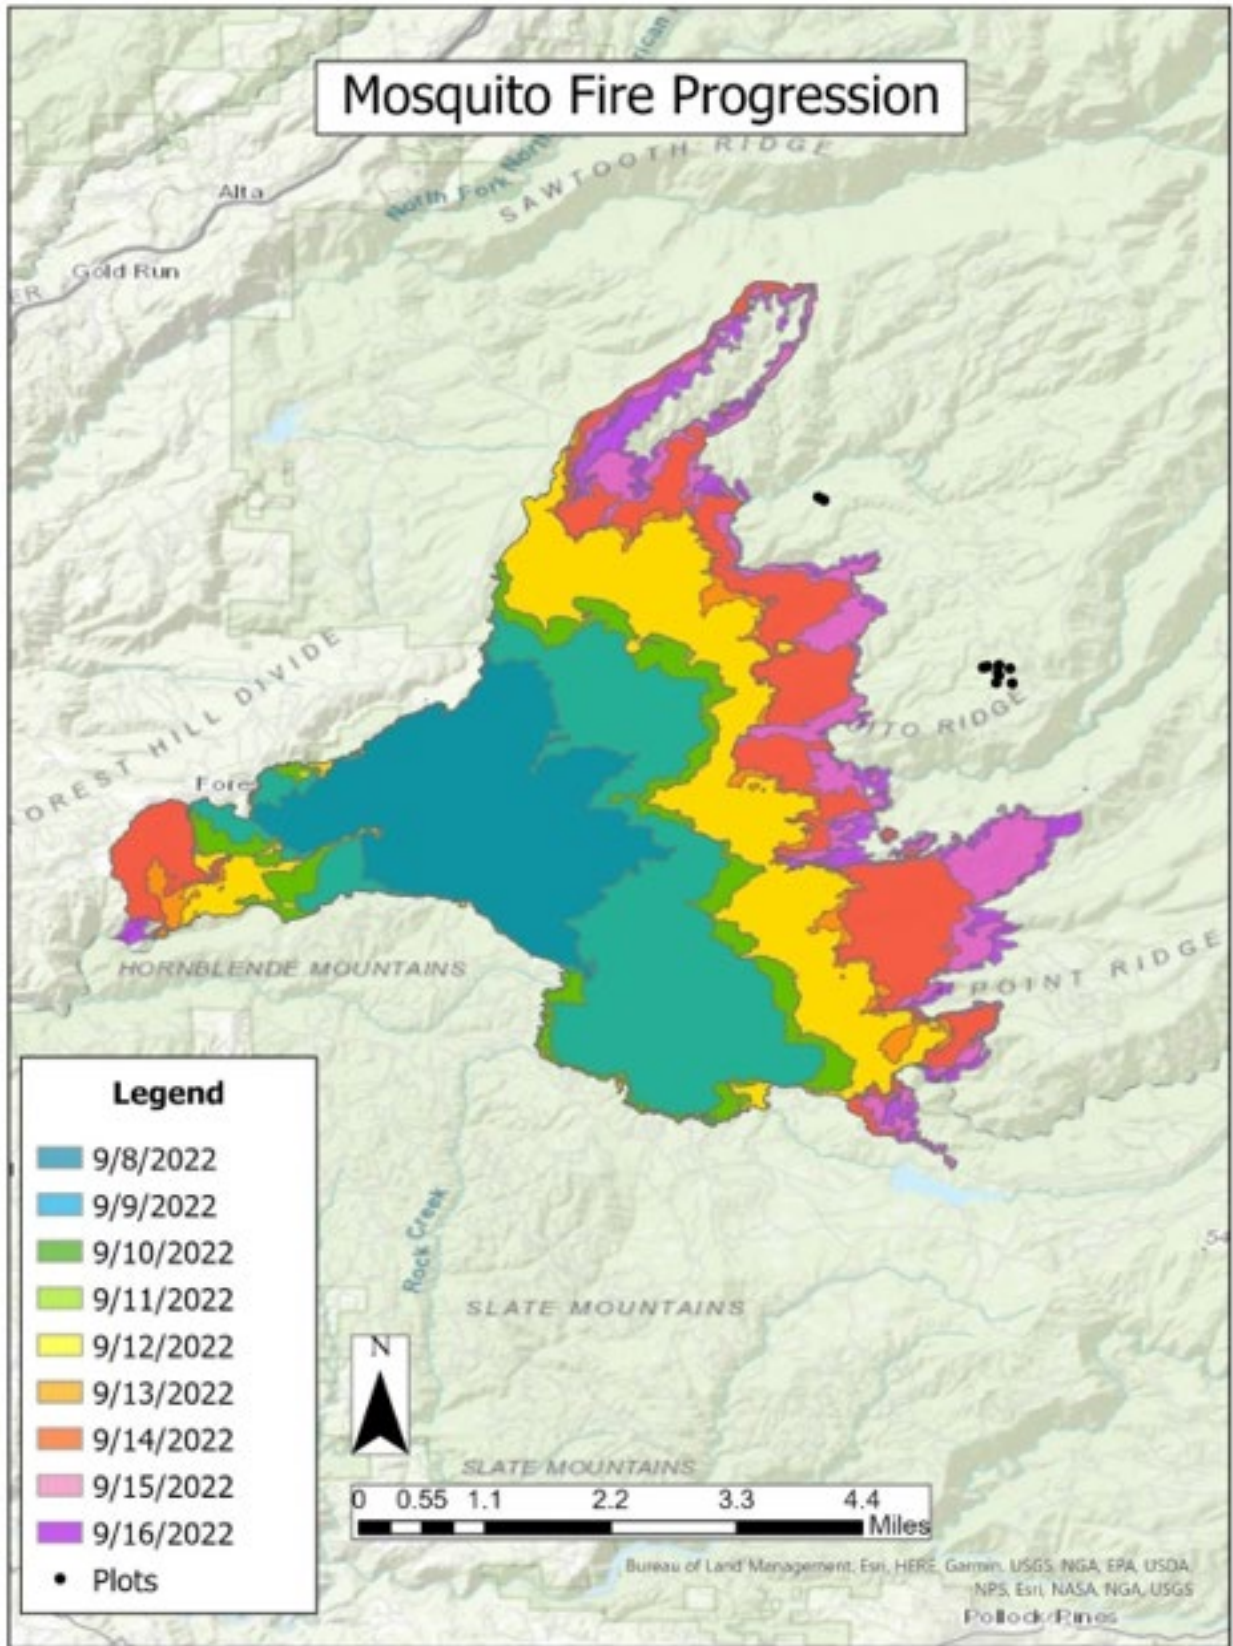 Mosquito Fire Progression
North Fork North
SAWTOOTH RIDGE
Alta
Gold Run
ER
FOREST HILL DIVIDE
Fore
ITO RIDGE
HORNBLENDE MOUNTAINS
POINT RIDGE
Legend
9/8/2022
9/9/2022
9/10/2022
9/11/2022
9/12/2022
9/13/2022
9/14/2022
9/15/2022
9/16/2022
Plots
Rock Creek
54
SLATE MOUNTAINS
N
SLATE MOUNTAINS
0 0.55 1.1 2.2 3.3 4.4
Miles
Bureau of Land Management, Esri, HERE, Garmin, USGS, NGA, EPA, USDA,
NPS, Esri, NASA, NGA, USGS
Pollock Pines